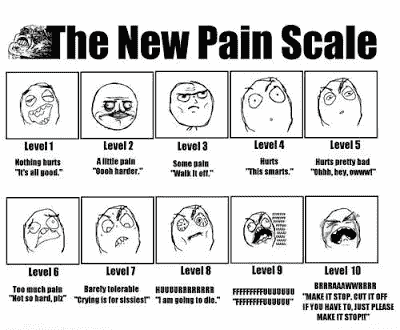 The New Pain Scale
Level 1
Nothing hurts
"It's all good."
Level 2
A little pain
"Oooh harder."
Level 3
Some pain
"Walk it off."
Level 4
Hurts
"This smarts."
Level 5
Hurts pretty bad
"Ohhh, hey, owww!"
Level 6
Too much pain
"Not so hard, plz"
Level 7
Barely tolerable
"Crying is for sissies!"
Level 8
HUUUURRRRRRRR
"I am going to die."
Level 9
FFFFFFFUUUUUUU
"FFFFFFFFUUUUUU"
Level 10
BRRRAAAWWRRRR
"MAKE IT STOP, CUT IT OFF
IF YOU HAVE TO, JUST PLEASE
MAKE IT STOP!!"